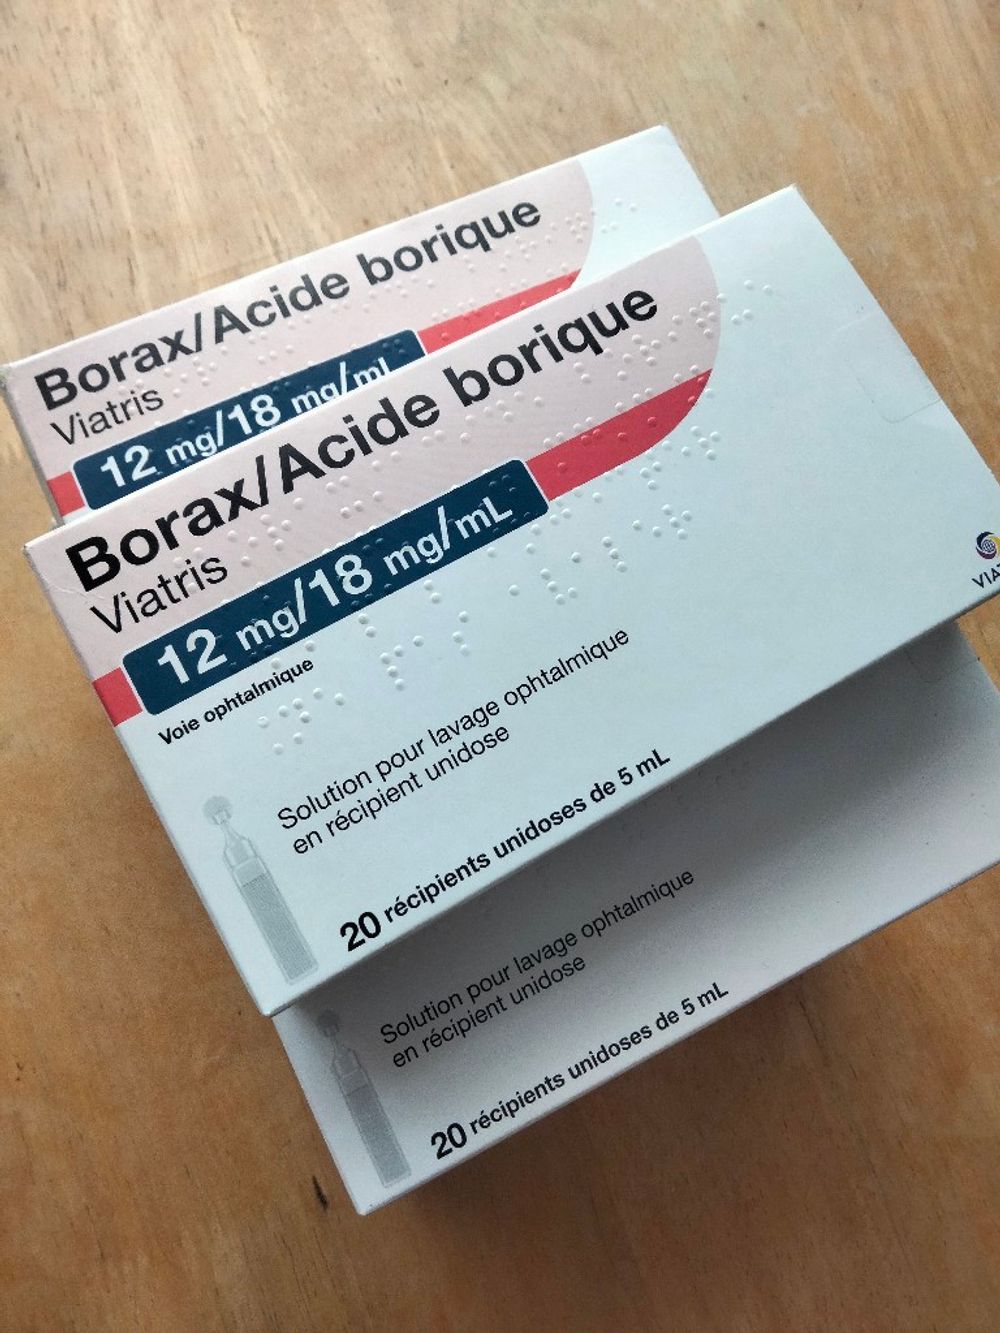 Borax/Acide borique
Viatris
12 mg/18 mg/mL
Borax/Acide borique
Viatris
12 mg/18 mg/mL
Voie ophtalmique
Solution pour lavage ophtalmique
en récipient unidose
20 récipients unidoses de 5 mL
Solution pour lavage ophtalmique
en récipient unidose
20 récipients unidoses de 5 mL